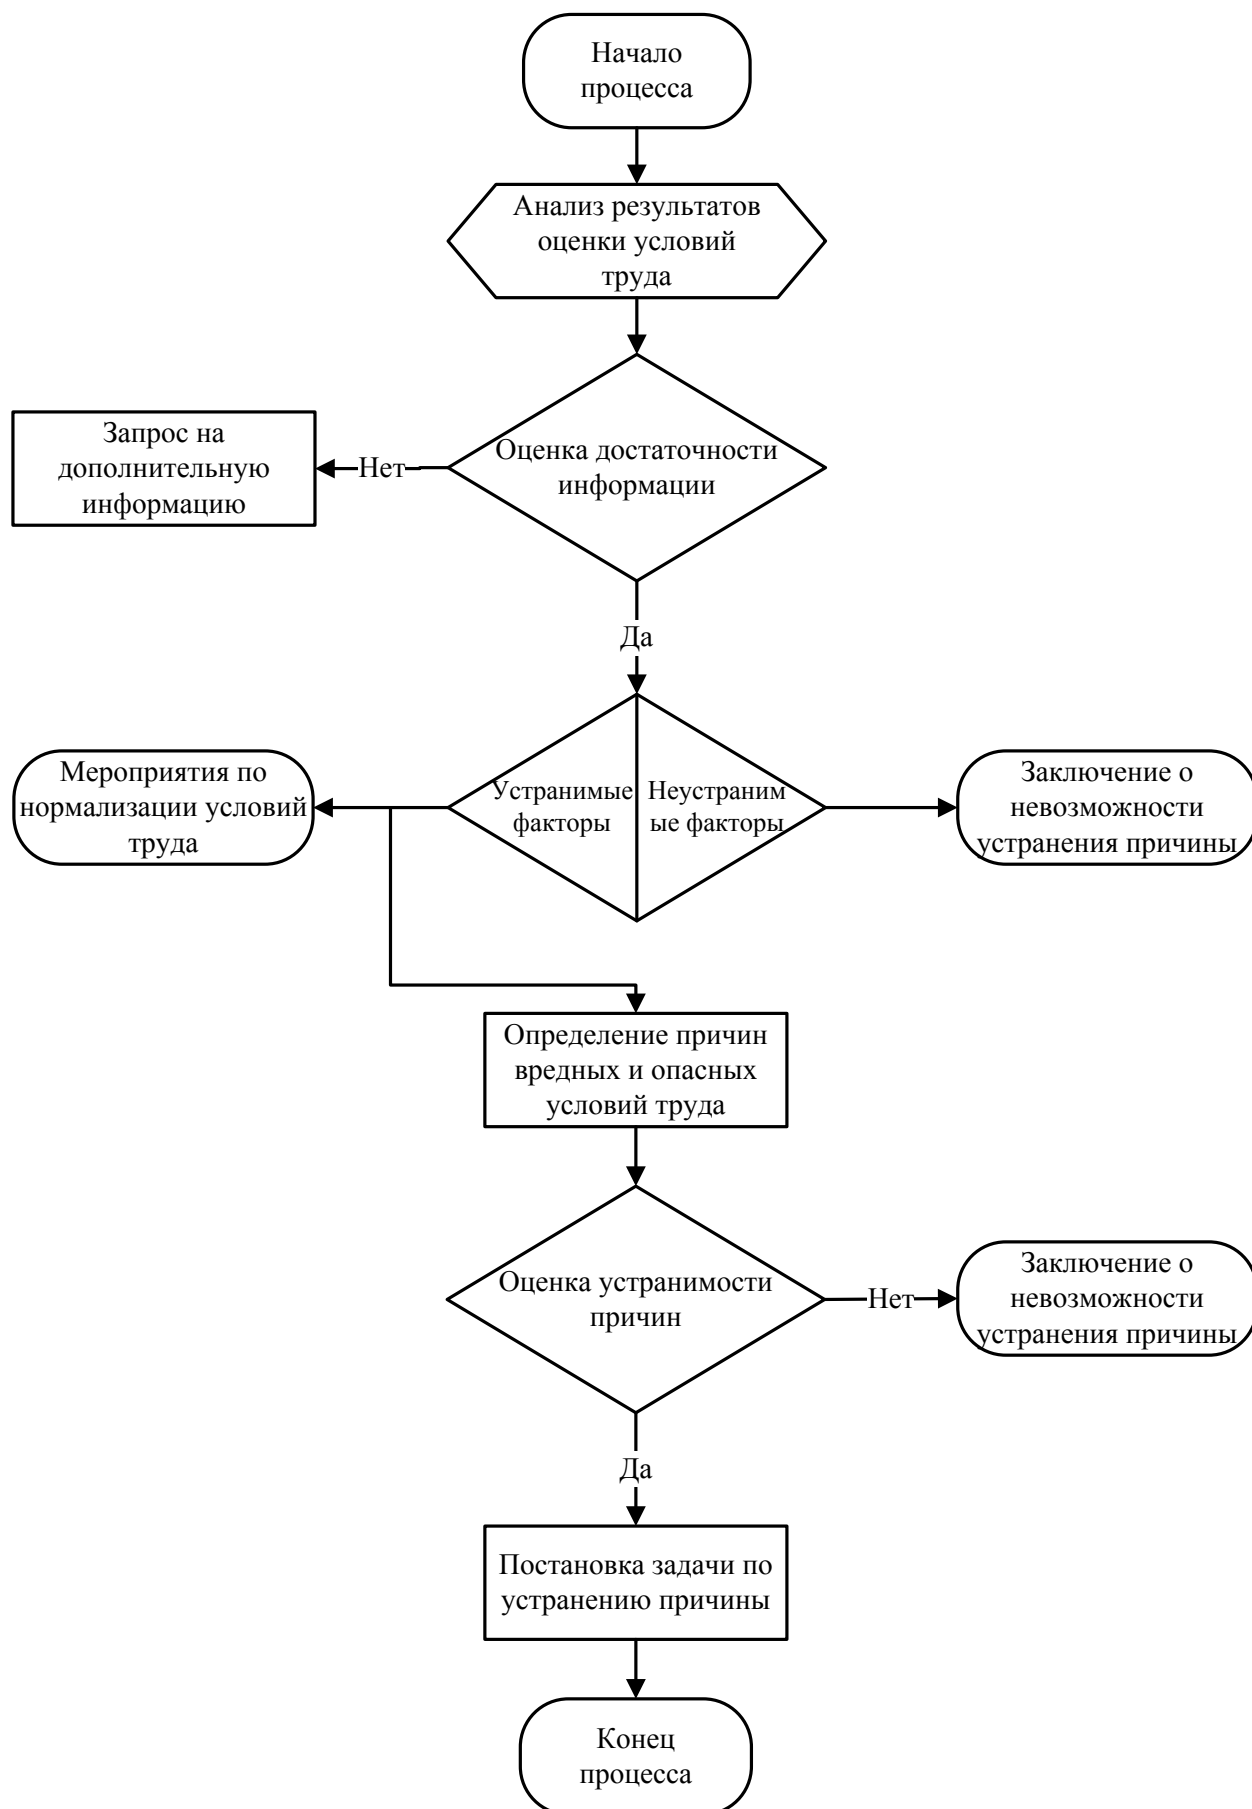 Начало
процесса
Анализ результатов
оценки условий
труда
Оценка достаточности
информации
Запрос на
дополнительную
информацию
Нет
Да
Мероприятия по
нормализации условий
труда
Устранимые
факторы
Неустраним
ые факторы
Заключение о
невозможности
устранения причины
Определение причин
вредных и опасных
условий труда
Оценка устранимости
причин
Нет
Заключение о
невозможности
устранения причины
Да
Постановка задачи по
устранению причины
Конец
процесса